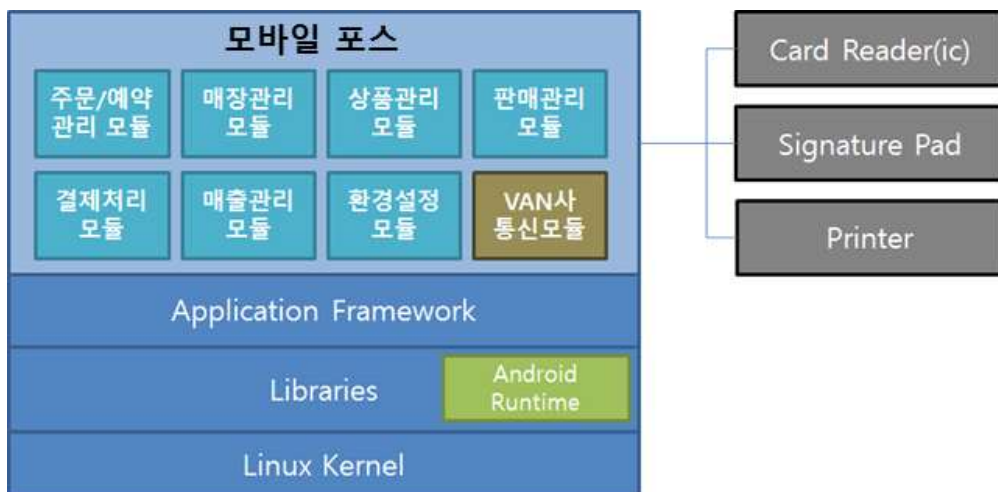 모바일 포스
주문/예약
관리 모듈
매장관리
모듈
상품관리
모듈
판매관리
모듈
결제처리
모듈
매출관리
모듈
환경설정
모듈
VAN사
통신모듈
Application Framework
Libraries
Android
Runtime
Linux Kernel
Card Reader(ic)
Signature Pad
Printer